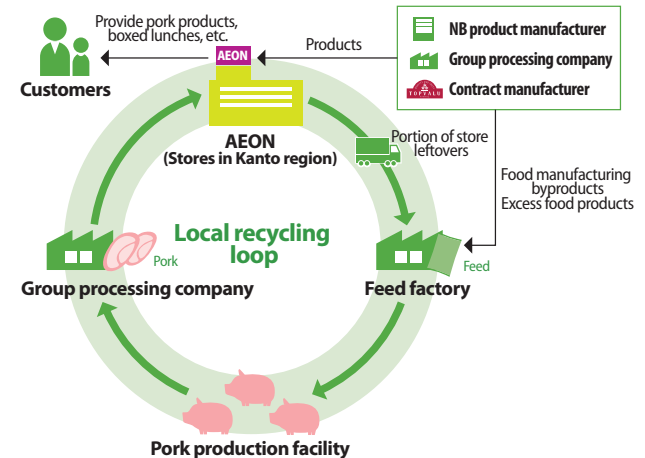 Provide pork products,
boxed lunches, etc.
Products
NB product manufacturer
Group processing company
TOPVALU
Contract manufacturer
AEON
Customers
AEON
(Stores in Kanto region)
Portion of store
leftovers
Food manufacturing
byproducts
Excess food products
Local recycling
loop
Pork
Feed
Group processing company
Feed factory
Pork production facility